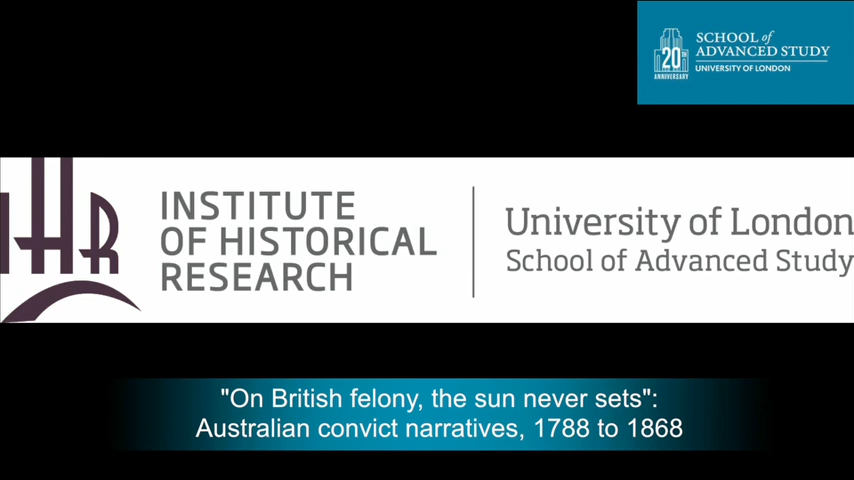 SCHOOL of
ADVANCED STUDY
UNIVERSITY OF LONDON
20TH
ANNIVERSARY
IHR
INSTITUTE
OF HISTORICAL
RESEARCH
University of London
School of Advanced Study
"On British felony, the sun never sets":
Australian convict narratives, 1788 to 1868